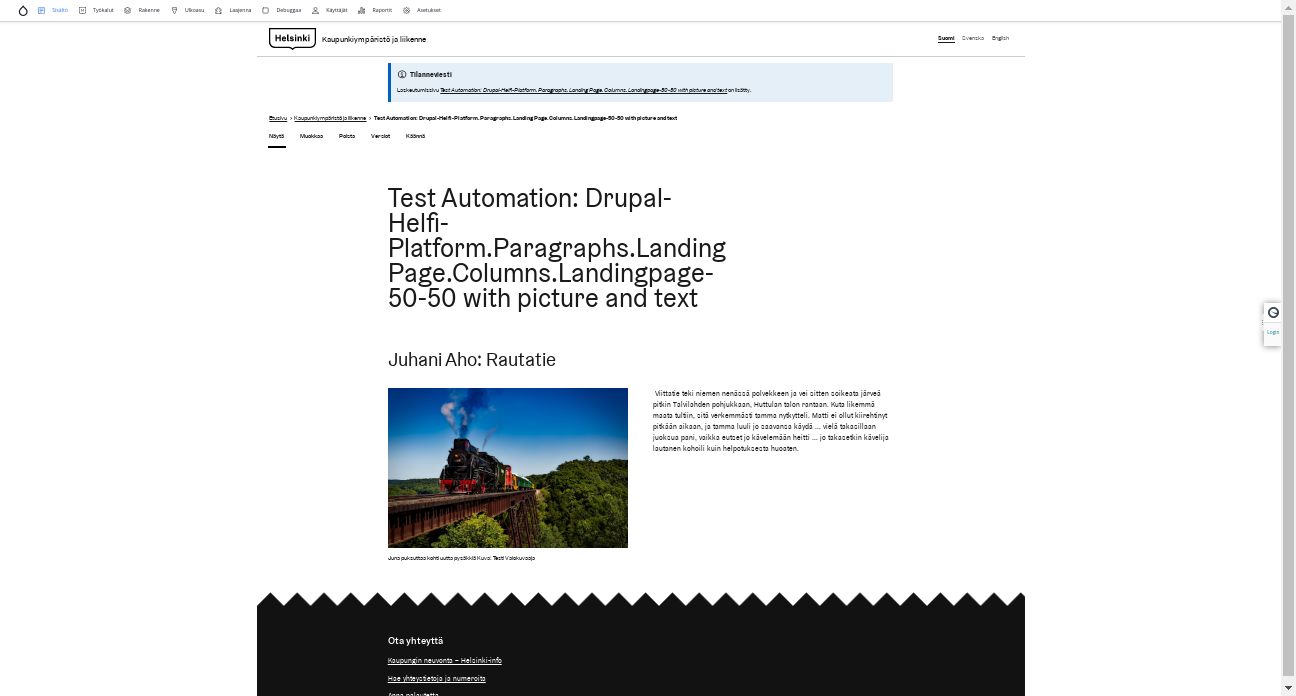 Sisältö Työkalut Rakenne Ulkoasu Laajenna Debuggaa Käyttäjät Raportit Asetukset
Helsinki Kaupunkiympäristö ja liikenne Suomi Svenska English
Tilanneviesti
Laskeutumissivu Test Automation: Drupal-Helfi-Platform.Paragraphs.Landing Page.Columns.Landingpage-50-50 with picture and text on lisätty.
Etusivu > Kaupunkiympäristö ja liikenne > Test Automation: Drupal-Helfi-Platform.Paragraphs.Landing Page.Columns.Landingpage-50-50 with picture and text
Näytä Muokkaa Poista Versiot Käännä
Test Automation: Drupal-
Helfi-
Platform.Paragraphs.Landing
Page.Columns.Landingpage-
50-50 with picture and text
Login
Juhani Aho: Rautatie
Viittatie teki niemen nenässä polvekkeen ja vei sitten soikeata järveä
pitkin Talvilahden pohjukkaan, Huttulan talon rantaan. Kuta likemmä
maata tultiin, sitä verkemmästi tamma nytkytteli. Matti ei ollut kiirehtinyt
pitkään aikaan, ja tamma luuli jo saavansa käydä ... vielä takasillaan
juoksua pani, vaikka eutset jo kävelemään heitti ... jo takasetkin kävelijä
lautanen kohoili kuin helpotuksesta huoaten.
Juna puksuttaa kohti uutta pysäkkiä Kuva: Testi Valokuvaaja
Ota yhteyttä
Kaupungin neuvonta – Helsinki-info
Hae yhteystietoja ja numeroita
Anna palautetta